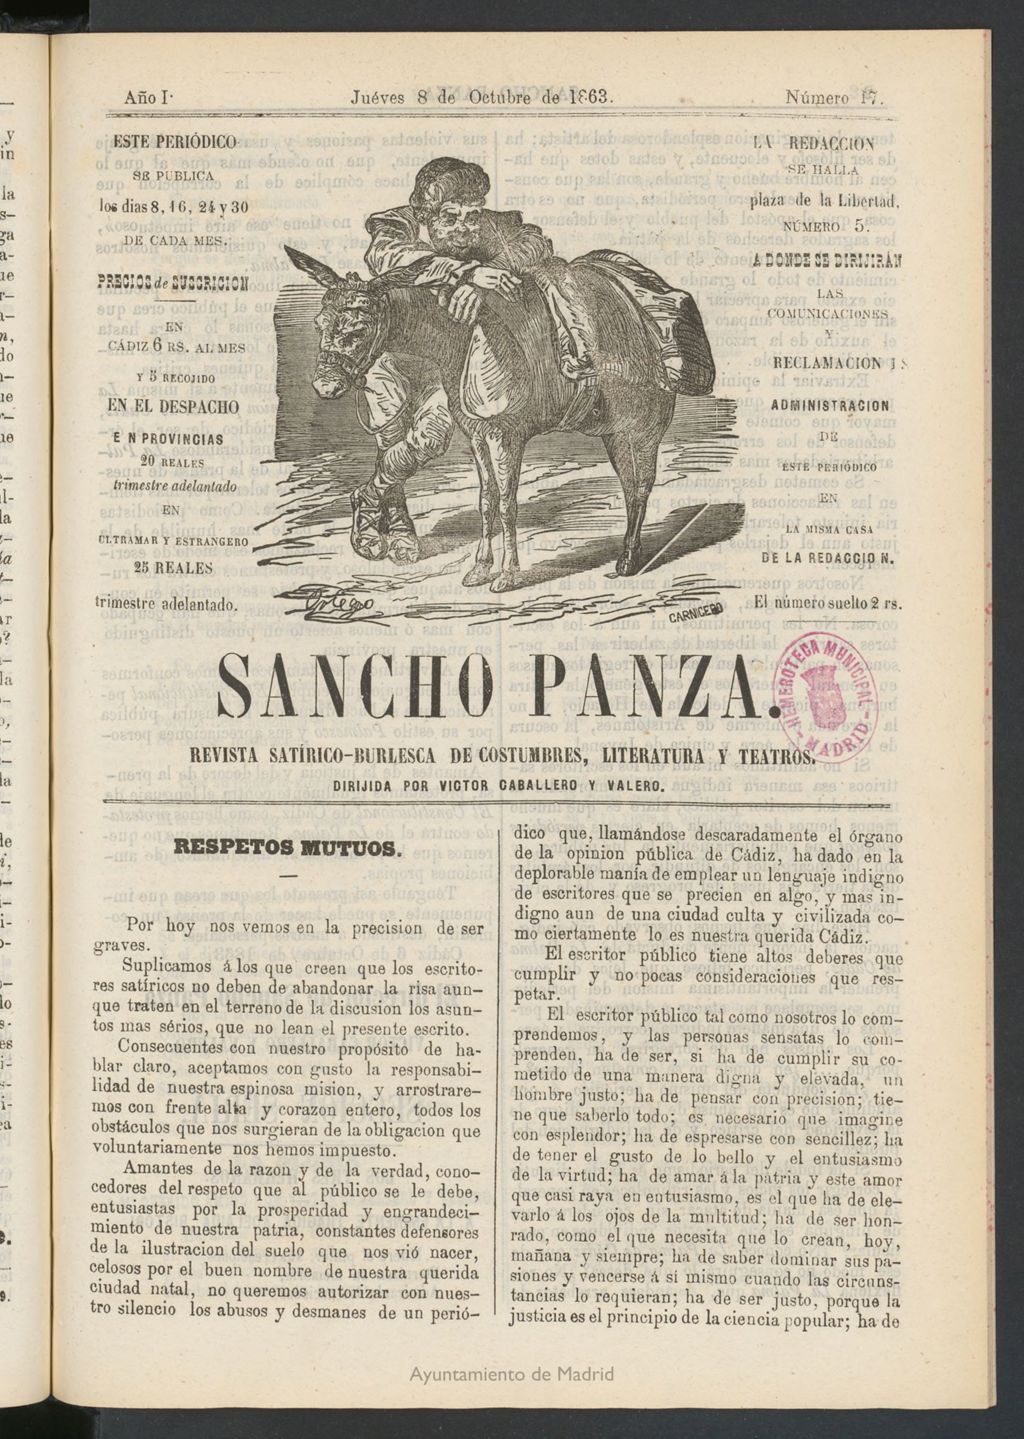 Año I·
Juéves 8 de Octubre de 1863.
Número 17.
ESTE PERIÓDICO
SE PUBLICA
los dias 8, 16, 24 y 30
DE CADA MES.
PRECIOS de SUSCRICION
EN
CÁDIZ 6 RS. AL MES
Y 5 RECOJIDO
EN EL DESPACHO
EN PROVINCIAS
20 REALES
trimestre adelantado
EN
ULTRAMAR Y ESTRANGERO
25 REALES
trimestre adelantado.
LA REDACCION
SE HALLA
plaza de la Libertad,
NÚMERO 5.
A DONDE SE DIRIJIRÁN
LAS
COMUNICACIONES
Y
RECLAMACIONES
ADMINISTRACION
DE
ESTE PERIÓDICO
EN
LA MISMA CASA
DE LA REDACCION.
El número suelto 2 rs.
Ortego
CARNICERO
SANCHO PANZA.
HEMEROTECA MUNICIPAL
MADRID
REVISTA SATÍRICO-BURLESCA DE COSTUMBRES, LITERATURA Y TEATROS.
DIRIJIDA POR VICTOR CABALLERO Y VALERO.
RESPETOS MUTUOS.
Por hoy nos vemos en la precision de ser
graves.
Suplicamos á los que creen que los escrito-
res satíricos no deben de abandonar la risa aun-
que traten en el terreno de la discusion los asun-
tos mas sérios, que no lean el presente escrito.
Consecuentes con nuestro propósito de ha-
blar claro, aceptamos con gusto la responsabi-
lidad de nuestra espinosa mision, y arrostrare-
mos con frente alta y corazon entero, todos los
obstáculos que nos surgieran de la obligacion que
voluntariamente nos hemos impuesto.
Amantes de la razon y de la verdad, cono-
cedores del respeto que al público se le debe,
entusiastas por la prosperidad y engrandeci-
miento de nuestra patria, constantes defensores
de la ilustracion del suelo que nos vió nacer,
celosos por el buen nombre de nuestra querida
ciudad natal, no queremos autorizar con nues-
tro silencio los abusos y desmanes de un perió-
dico que, llamándose descaradamente el órgano
de la opinion pública de Cádiz, ha dado en la
deplorable manía de emplear un lenguaje indigno
de escritores que se precien en algo, y mas in-
digno aun de una ciudad culta y civilizada co-
mo ciertamente lo es nuestra querida Cádiz.
El escritor público tiene altos deberes que
cumplir y no pocas consideraciones que res-
petar.
El escritor público tal como nosotros lo com-
prendemos, y las personas sensatas lo com-
prenden, ha de ser, si ha de cumplir su co-
metido de una manera digna y elevada, un
hombre justo; ha de pensar con precision; tie-
ne que saberlo todo; es necesario que imagine
con esplendor; ha de espresarse con sencillez; ha
de tener el gusto de lo bello y el entusiasmo
de la virtud; ha de amar á la patria y este amor
que casi raya en entusiasmo, es el que ha de ele-
varlo á los ojos de la multitud; ha de ser hon-
rado, como el que necesita que lo crean, hoy,
mañana y siempre; ha de saber dominar sus pa-
siones y vencerse á sí mismo cuando las circuns-
tancias lo requieran; ha de ser justo, porque la
justicia es el principio de la ciencia popular; ha de
Ayuntamiento de Madrid